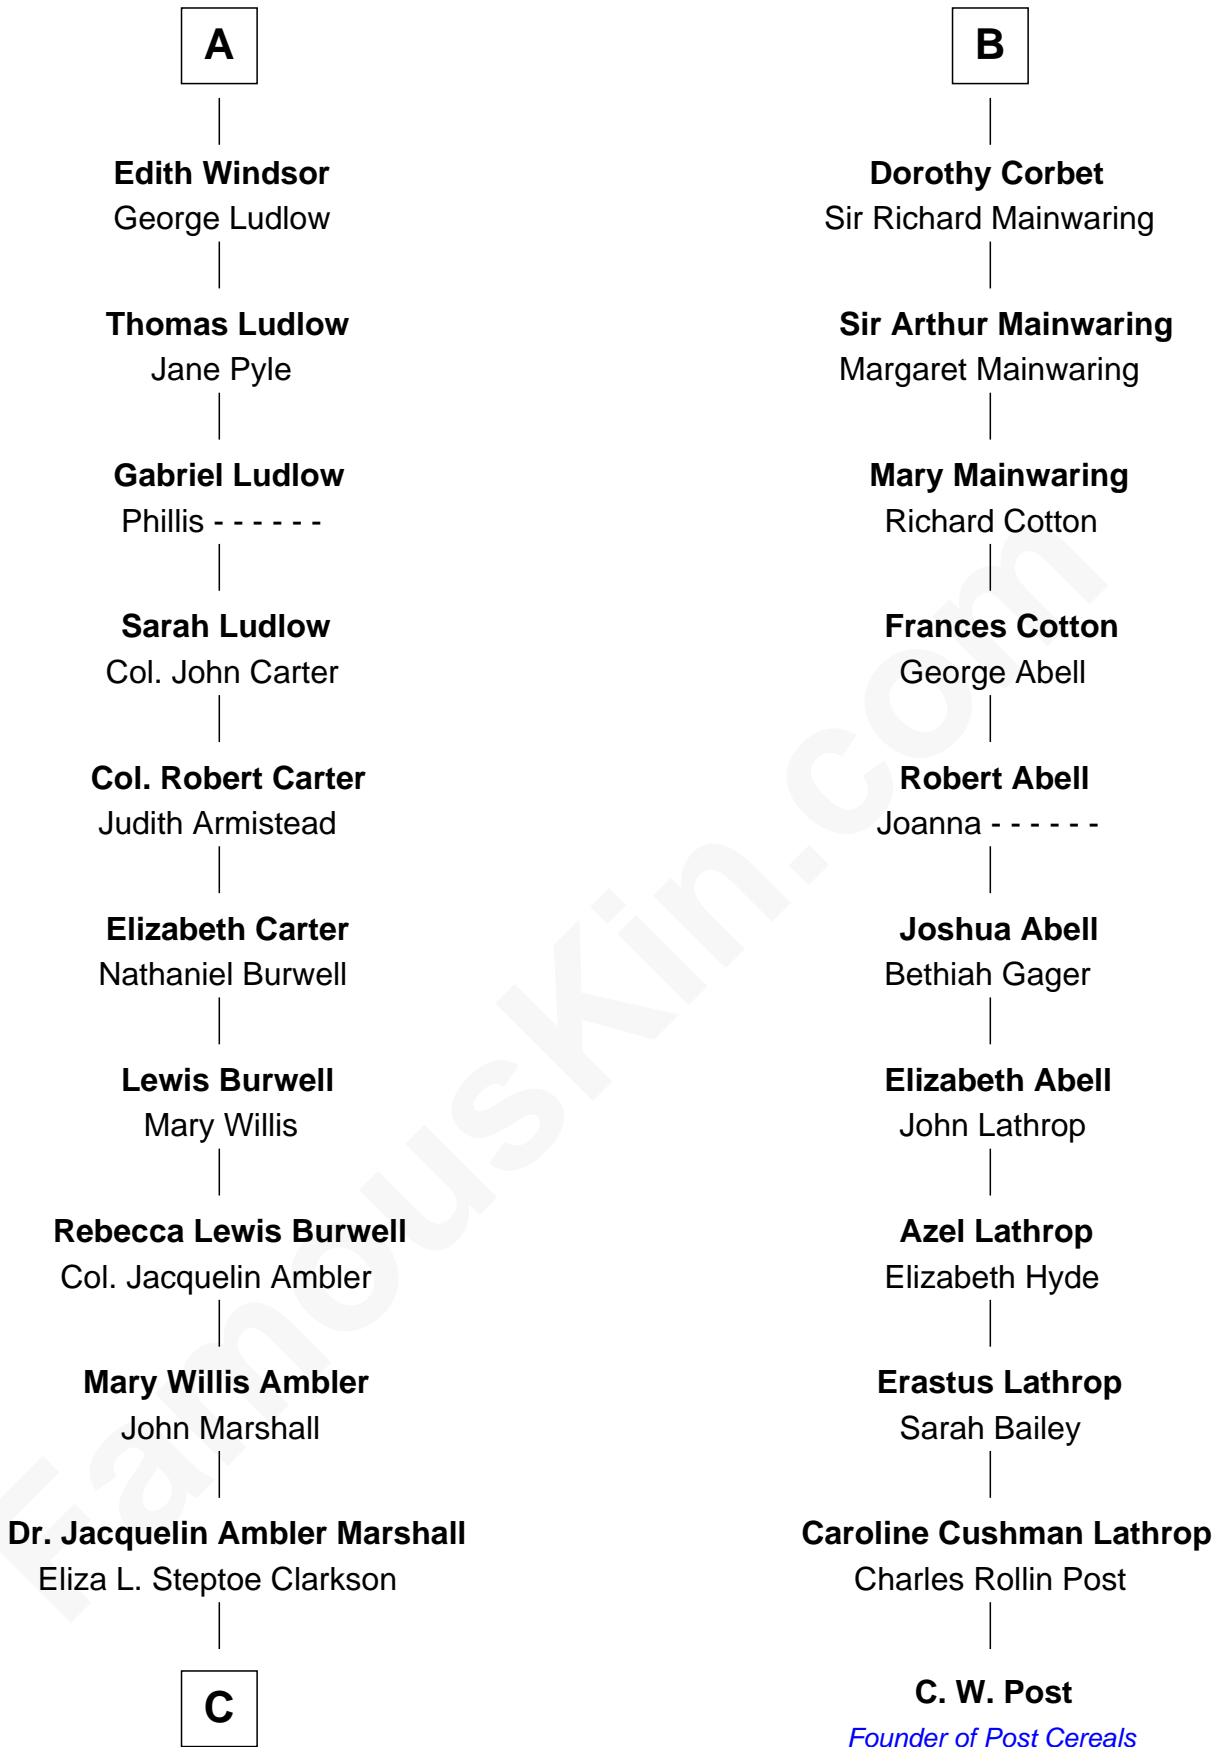 A
Edith Windsor
George Ludlow
Thomas Ludlow
Jane Pyle
Gabriel Ludlow
Phillis - - - - - -
Sarah Ludlow
Col. John Carter
Col. Robert Carter
Judith Armistead
Elizabeth Carter
Nathaniel Burwell
Lewis Burwell
Mary Willis
Rebecca Lewis Burwell
Col. Jacquelin Ambler
Mary Willis Ambler
John Marshall
Dr. Jacquelin Ambler Marshall
Eliza L. Steptoe Clarkson
C
B
Dorothy Corbet
Sir Richard Mainwaring
Sir Arthur Mainwaring
Margaret Mainwaring
Mary Mainwaring
Richard Cotton
Frances Cotton
George Abell
Robert Abell
Joanna - - - - - -
Joshua Abell
Bethiah Gager
Elizabeth Abell
John Lathrop
Azel Lathrop
Elizabeth Hyde
Erastus Lathrop
Sarah Bailey
Caroline Cushman Lathrop
Charles Rollin Post
C. W. Post
Founder of Post Cereals
FamousKin.com